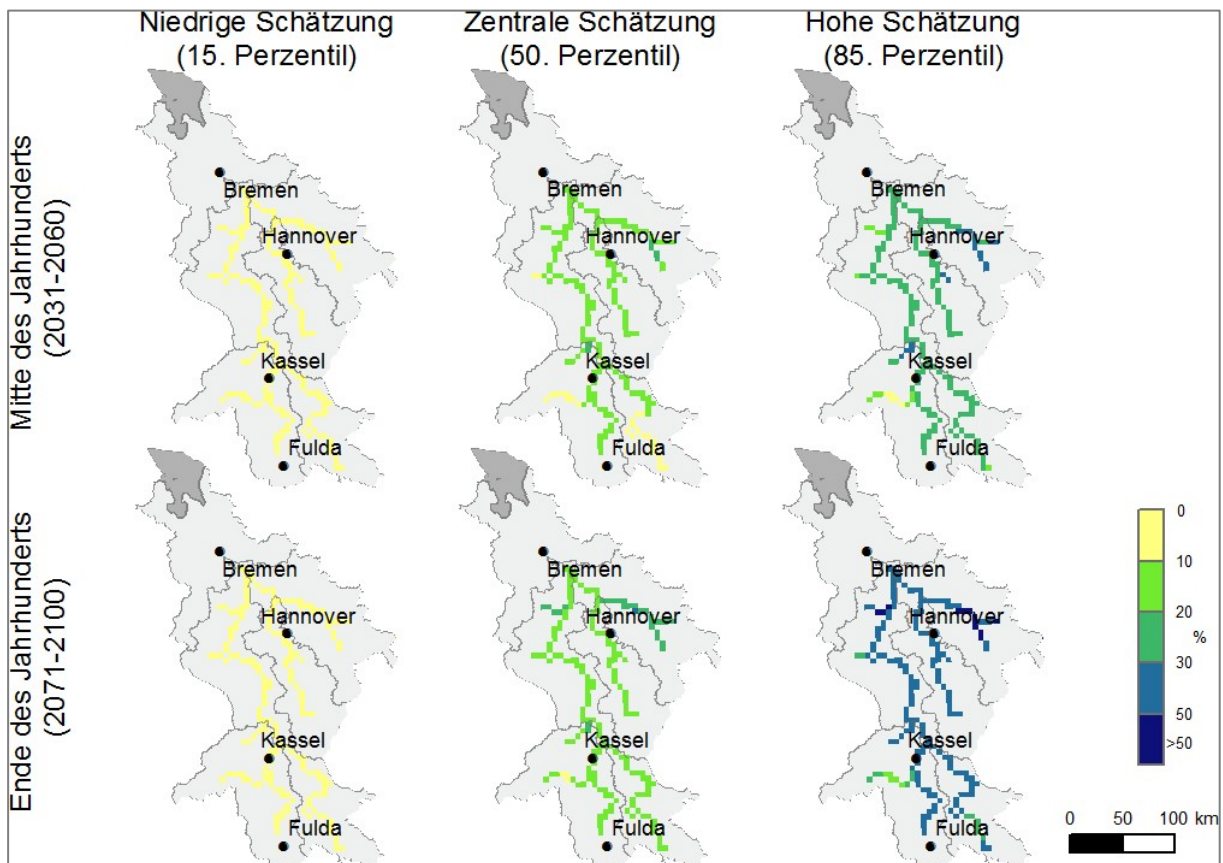 Niedrige Schätzung
(15. Perzentil)
Zentrale Schätzung
(50. Perzentil)
Hohe Schätzung
(85. Perzentil)
Mitte des Jahrhunderts
(2031-2060)
Bremen
Hannover
Kassel
Fulda
Bremen
Hannover
Kassel
Fulda
Bremen
Hannover
Kassel
Fulda
Ende des Jahrhunderts
(2071-2100)
Bremen
Hannover
Kassel
Fulda
Bremen
Hannover
Kassel
Fulda
Bremen
Hannover
Kassel
Fulda
0
10
20
%
30
50
>50
0 50 100 km